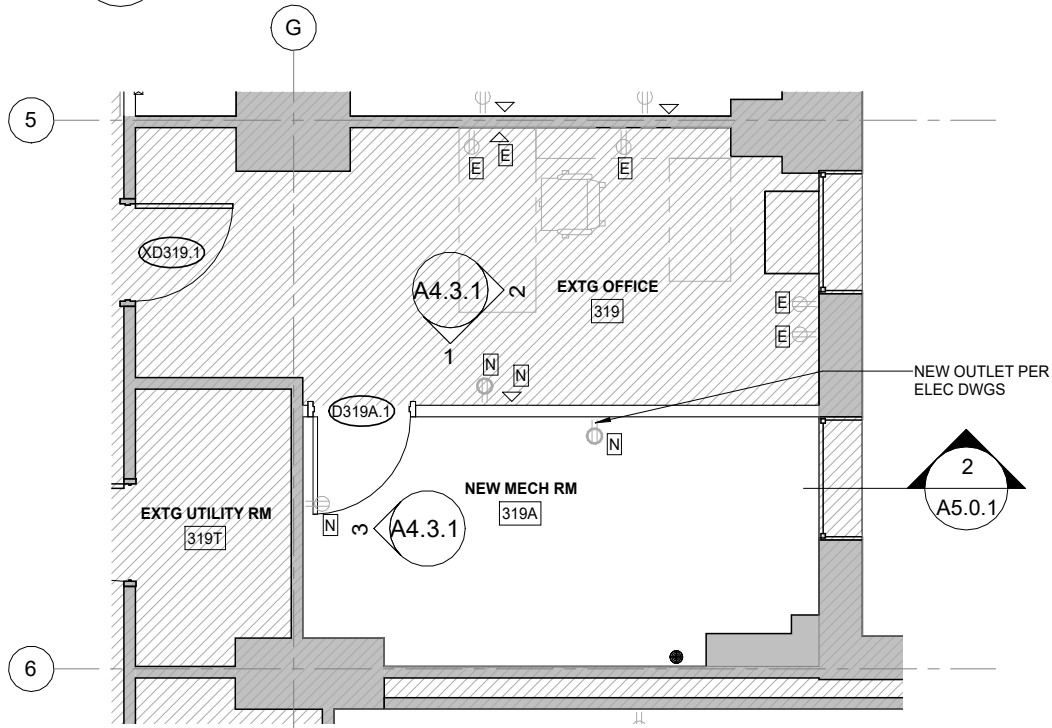 G
5
E
E
E
XD319.1
A4.3.1
2
1
EXTG OFFICE
319
E
E
N
N
NEW OUTLET PER
ELEC DWGS
D319A.1
N
2
A5.0.1
NEW MECH RM
319A
EXTG UTILITY RM
319T
N
3
A4.3.1
6